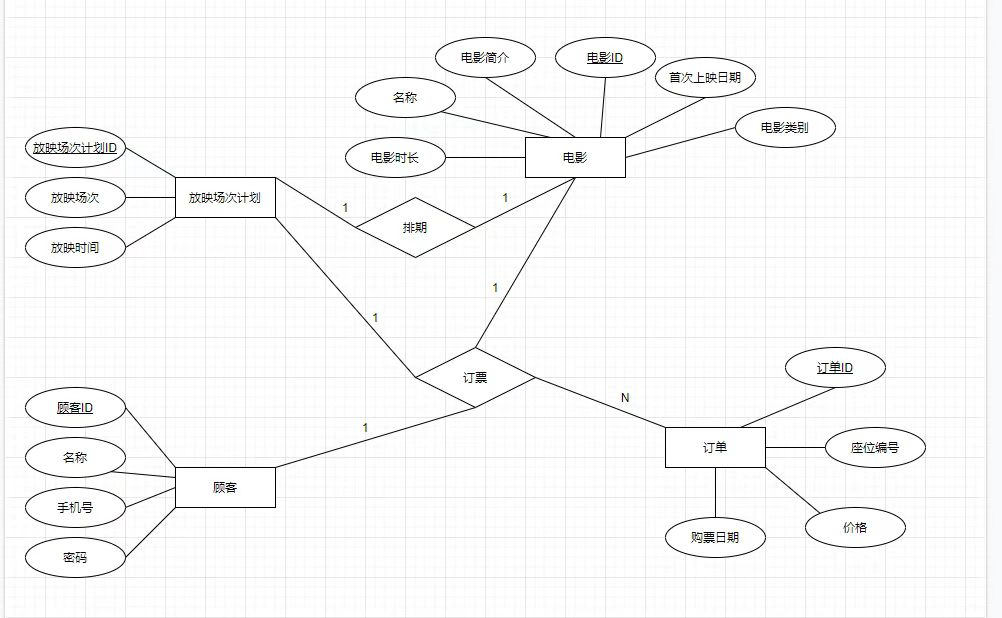 电影简介
电影ID
首次上映日期
名称
电影类别
放映场次计划ID
电影时长
电影
放映场次
放映场次计划
1
1
排期
放映时间
1
1
订票
订单ID
N
顾客ID
1
名称
订单
座位编号
顾客
手机号
价格
购票日期
密码